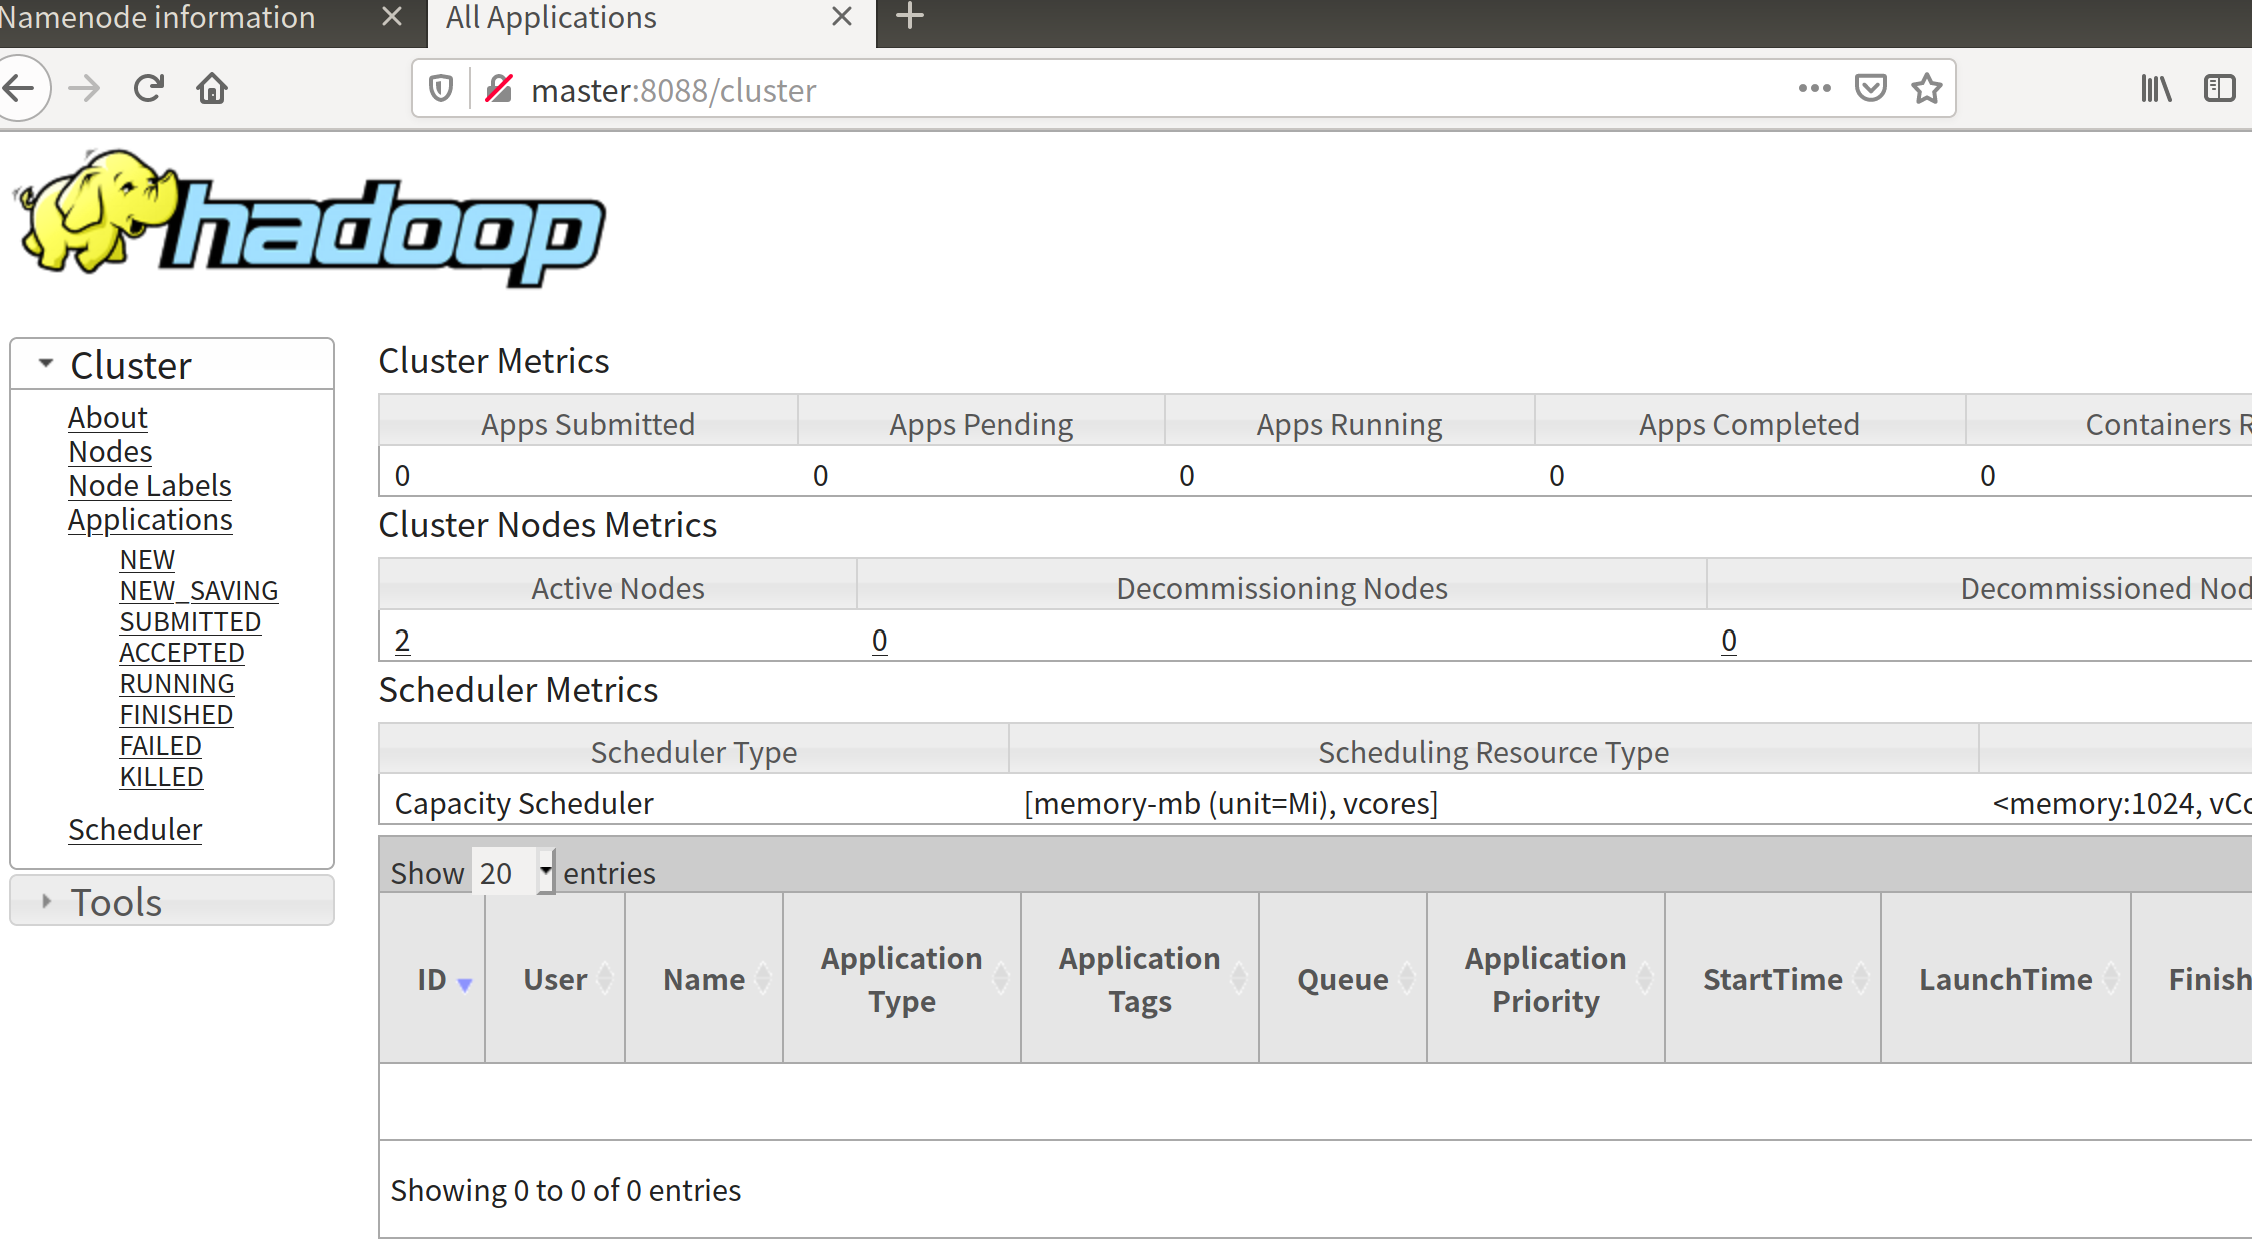 Namenode information
All Applications
master:8088/cluster
hadoop
Cluster
About
Nodes
Node Labels
Applications
NEW
NEW_SAVING
SUBMITTED
ACCEPTED
RUNNING
FINISHED
FAILED
KILLED
Scheduler
Tools
Cluster Metrics
Apps Submitted Apps Pending Apps Running Apps Completed Containers R
0 0 0 0 0
Cluster Nodes Metrics
Active Nodes Decommissioning Nodes Decommissioned Nod
2 0 0
Scheduler Metrics
Scheduler Type Scheduling Resource Type
Capacity Scheduler [memory-mb (unit=Mi), vcores] <memory:1024, vCo
Show 20 entries
ID User Name Application Type Application Tags Queue Application Priority StartTime LaunchTime Finish
Showing 0 to 0 of 0 entries